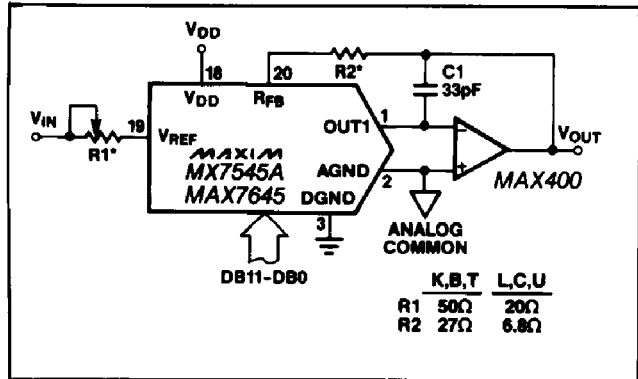 VDD
18
20
R2*
C1
33pF
VIN
19
R1*
VDD
RFB
VREF
OUT1
1
−
VOUT
MAXIM
MX7545A
MAX7645
AGND
2
+
MAX400
DGND
3
ANALOG
COMMON
DB11-DB0
K,B,T L,C,U
R1 50Ω 20Ω
R2 27Ω 6.8Ω